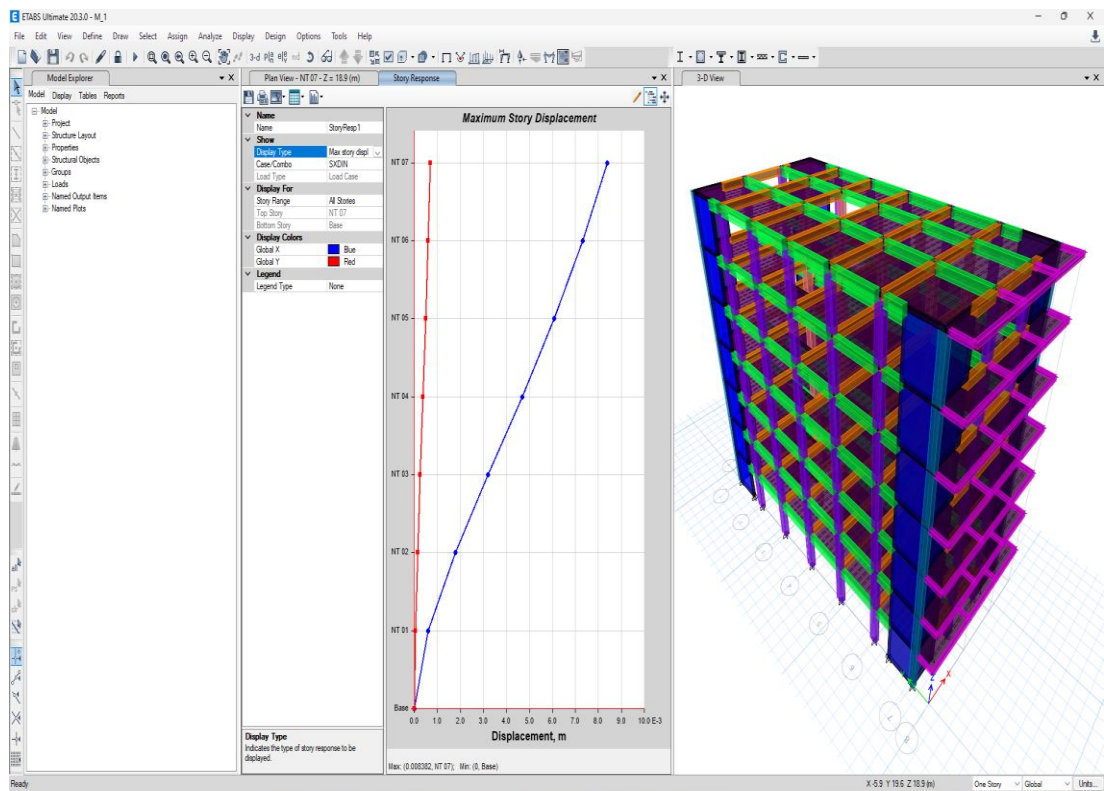 ETABS Ultimate 20.3.0 - M_1
File Edit View Define Draw Select Assign Analyze Display Design Options Tools Help
Model Explorer
Model Display Tables Reports
Model
Project
Structure Layout
Properties
Structural Objects
Groups
Loads
Named Output Items
Named Plots
Plan View - NT 07 - Z = 18.9 (m)
Story Response
Name
Name StoryResp1
Show
Display Type Max story displ
Case/Combo SXDIN
Load Type Load Case
Display For
Story Range All Stories
Top Story NT 07
Bottom Story Base
Display Colors
Global X Blue
Global Y Red
Legend
Legend Type None
Display Type
Indicates the type of story response to be
displayed.
Maximum Story Displacement
NT 07
NT 06
NT 05
NT 04
NT 03
NT 02
NT 01
Base
0.0 1.0 2.0 3.0 4.0 5.0 6.0 7.0 8.0 9.0 10.0 E-3
Displacement, m
Max: (0.008382, NT 07); Min: (0, Base)
3-D View
Z
X
Ready
X -5.9 Y 19.6 Z 18.9 (m)
One Story
Global
Units...